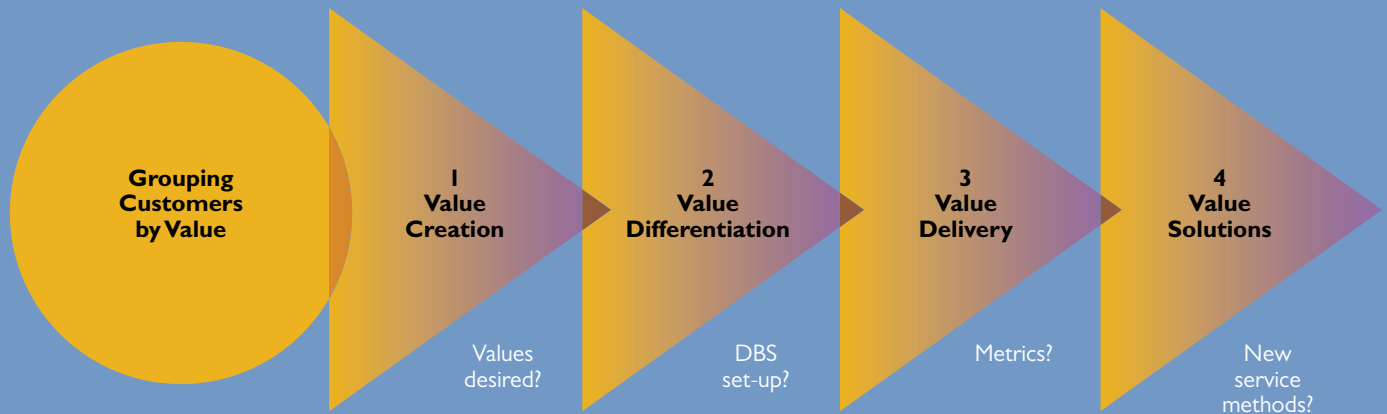 Grouping
Customers
by Value
1
Value
Creation
2
Value
Differentiation
3
Value
Delivery
4
Value
Solutions
Values
desired?
DBS
set-up?
Metrics?
New
service
methods?